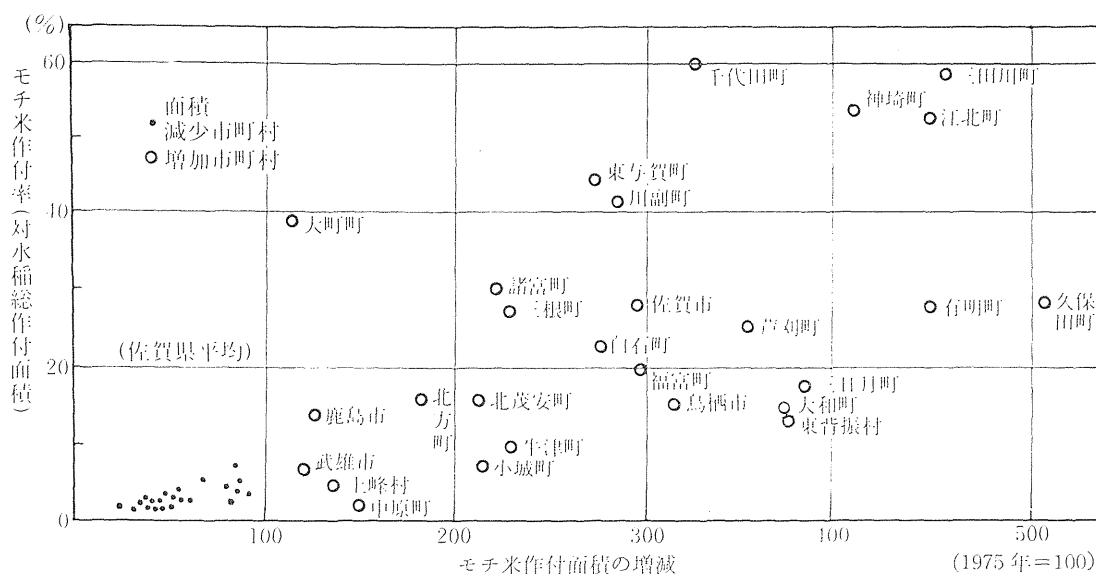 (%)
60
40
20
0
モチ米作付率(対水稲総作付面積)
面積
減少市町村
増加市町村
千代田町
三田川町
神埼町
江北町
東与賀町
川副町
大町町
諸富町
三根町
佐賀市
芦刈町
有明町
久保
田町
白石町
(佐賀県平均)
福富町
三日月町
鳥栖市
大和町
東背振村
鹿島市
北方町
北茂安町
牛津町
小城町
武雄市
上峰村
中原町
100
200
300
100
500
モチ米作付面積の増減
(1975年=100)